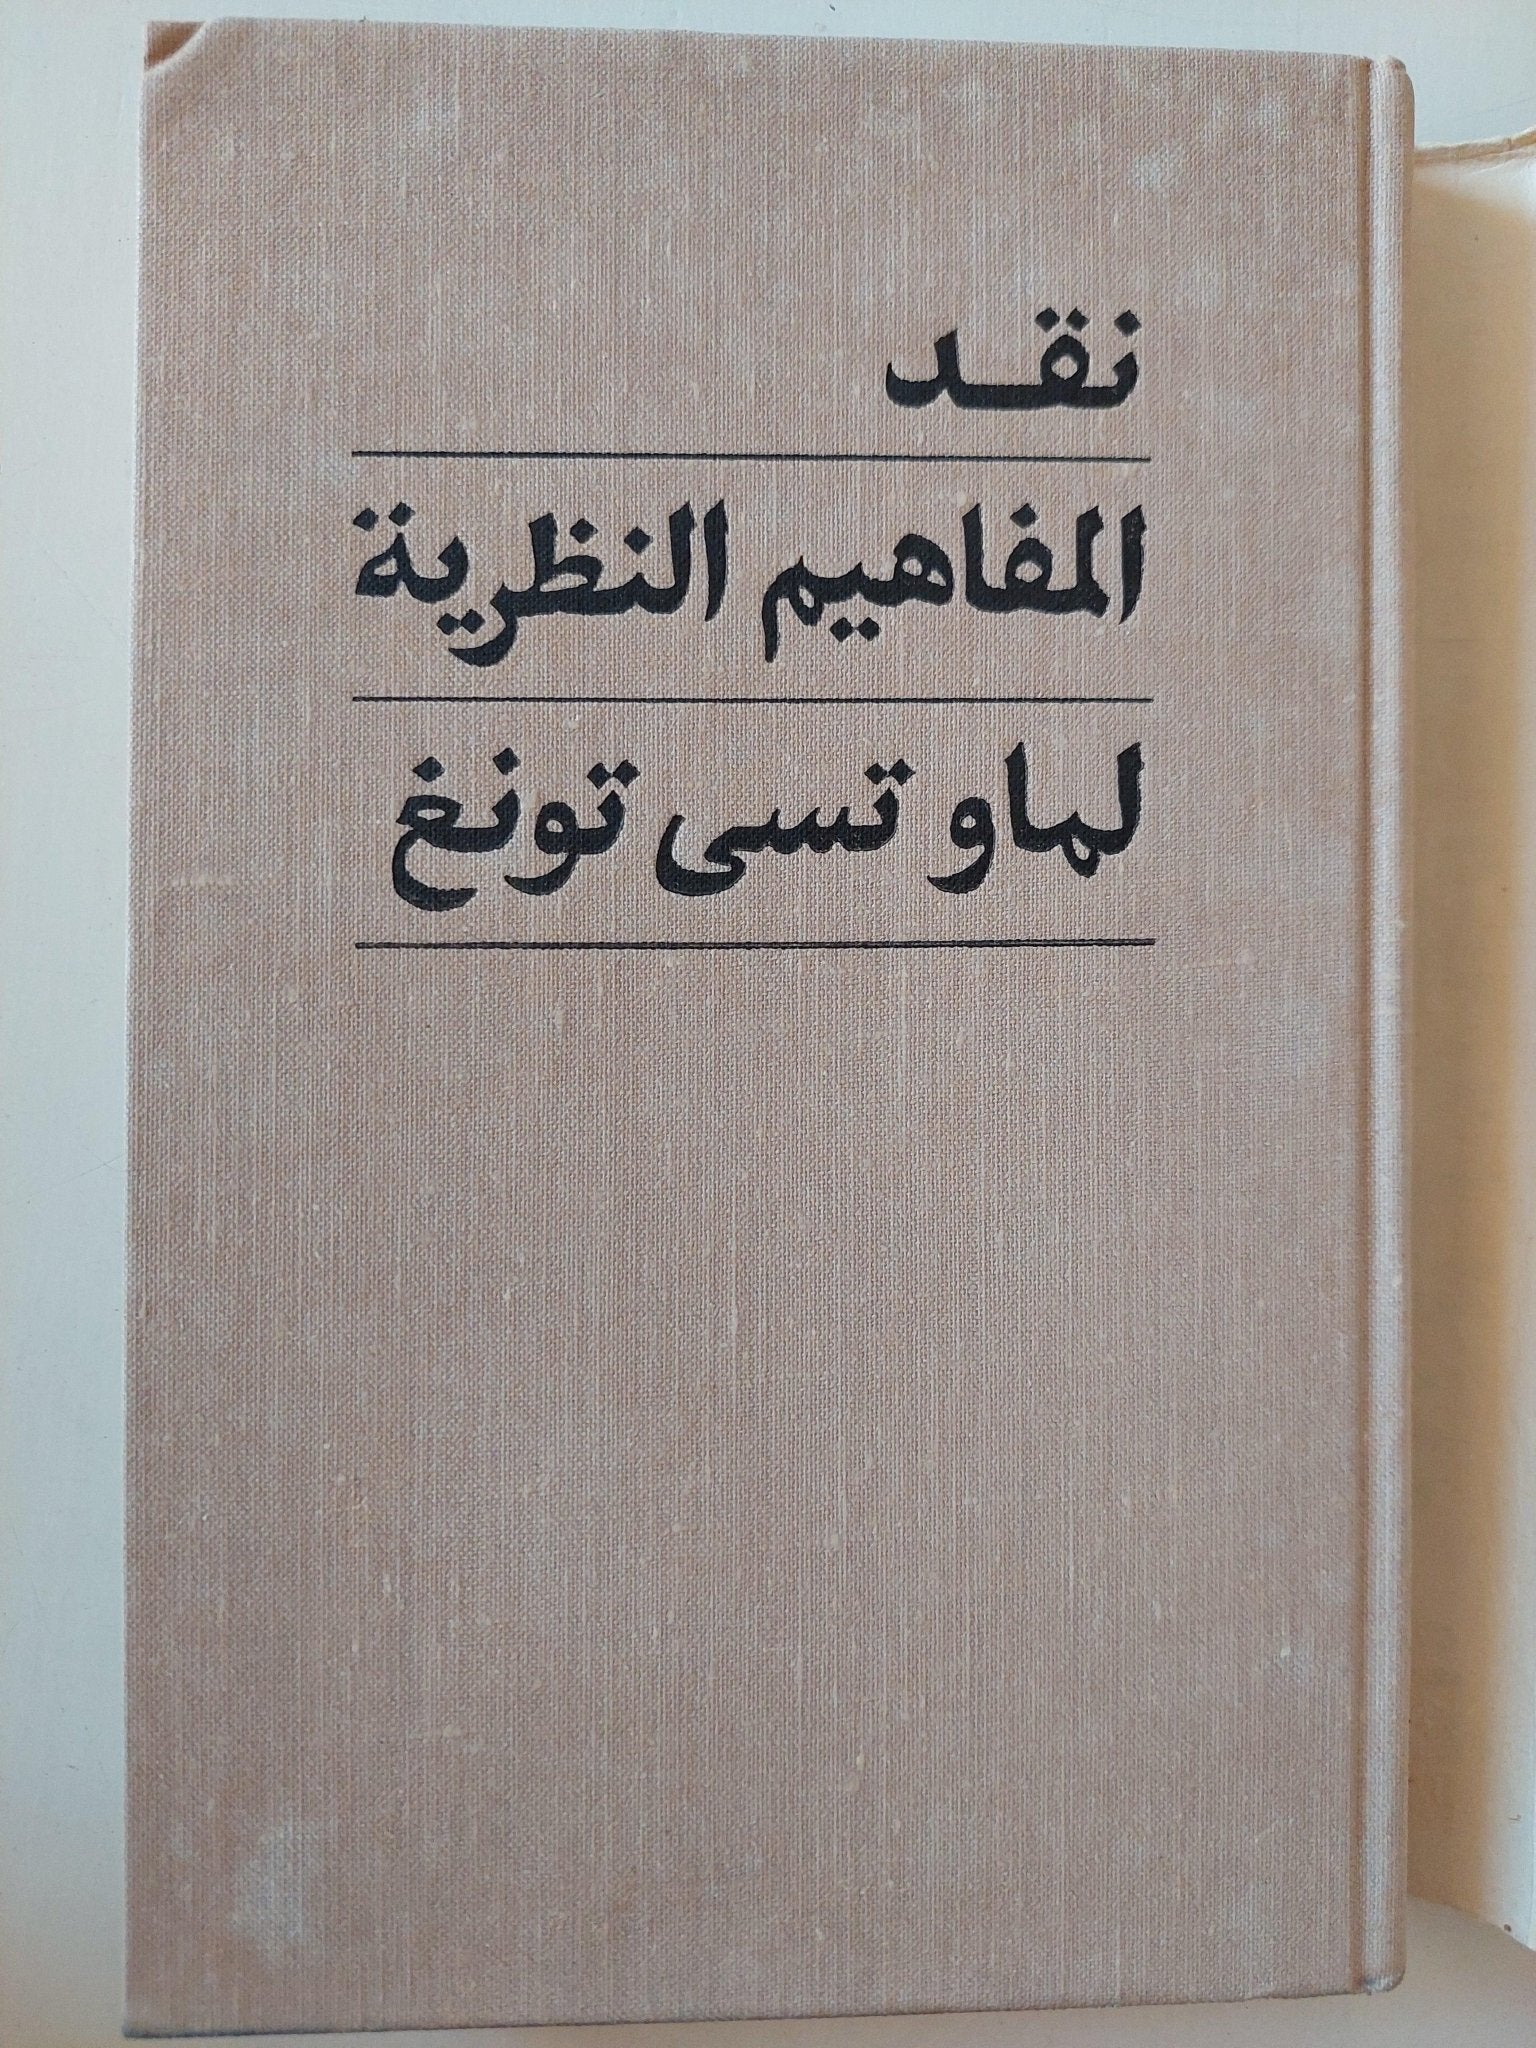 نقد
المفاهيم النظرية
لماو تسى تونغ